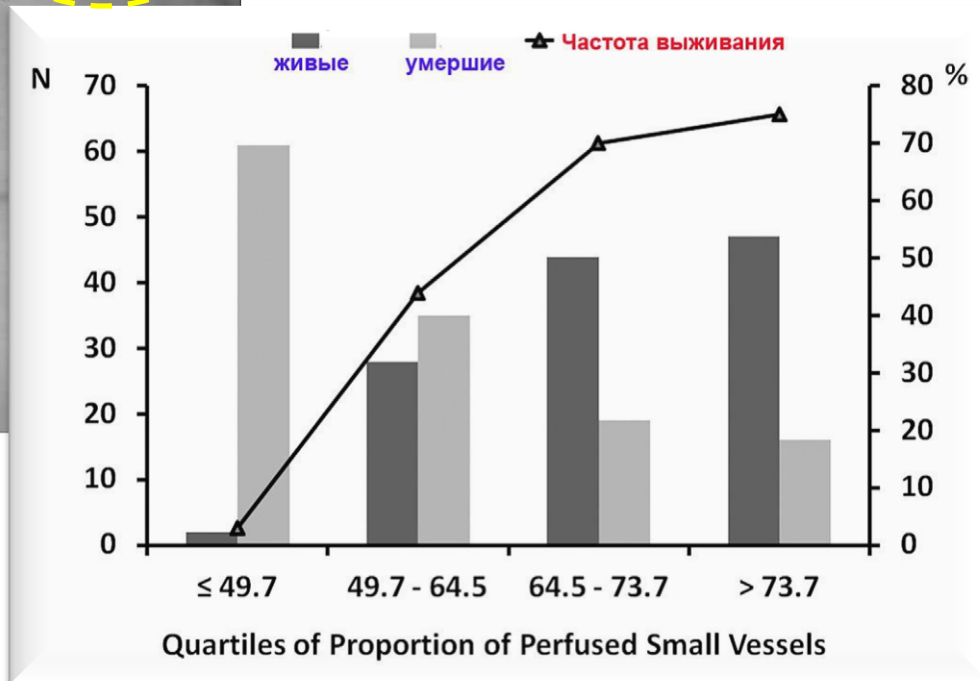 Частота выживания
живые умершие
N 70 80 %
60 70
50 60
40 50
30 40
20 30
10 20
0 10
0
≤ 49.7 49.7 - 64.5 64.5 - 73.7 > 73.7
Quartiles of Proportion of Perfused Small Vessels